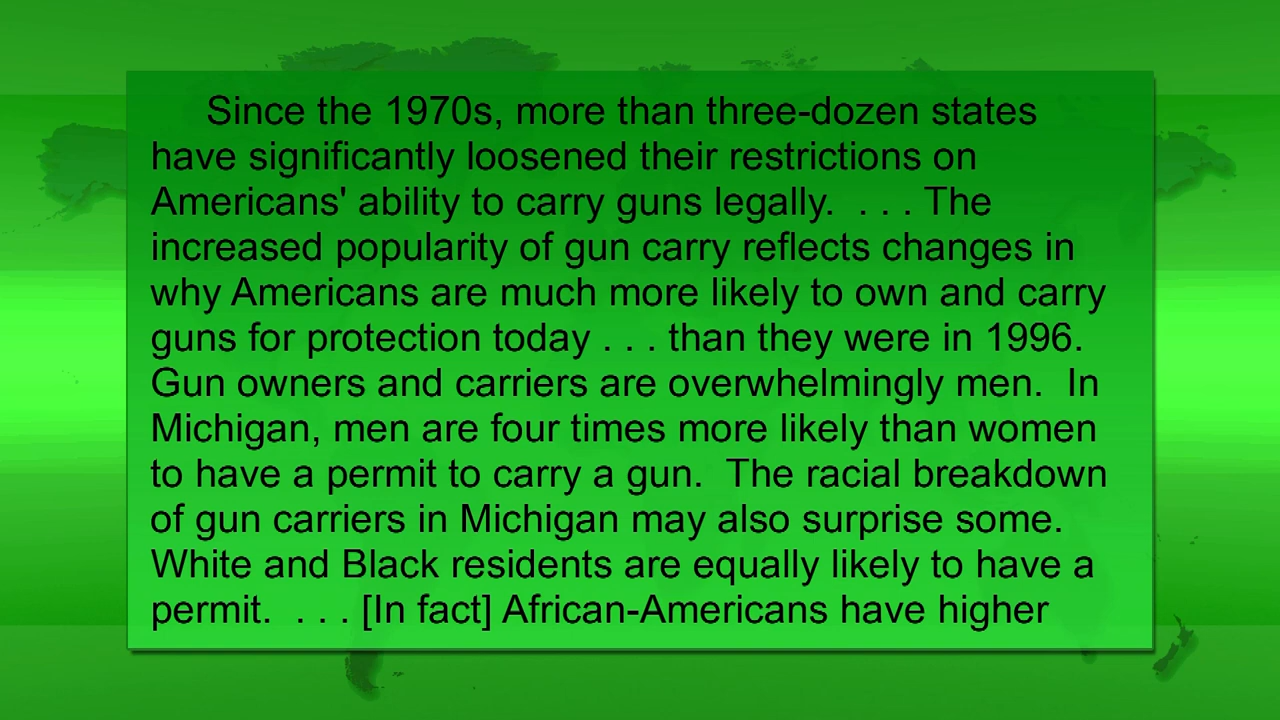 Since the 1970s, more than three-dozen states
have significantly loosened their restrictions on
Americans' ability to carry guns legally.  . . . The
increased popularity of gun carry reflects changes in
why Americans are much more likely to own and carry
guns for protection today . . . than they were in 1996.
Gun owners and carriers are overwhelmingly men.  In
Michigan, men are four times more likely than women
to have a permit to carry a gun.  The racial breakdown
of gun carriers in Michigan may also surprise some.
White and Black residents are equally likely to have a
permit.  . . . [In fact] African-Americans have higher